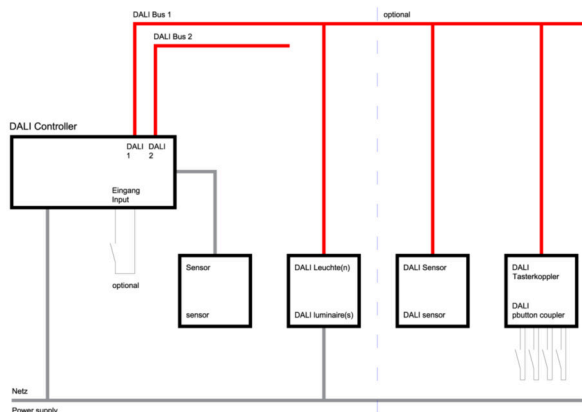 DALI Bus 1
optional
DALI Bus 2
DALI Controller
DALI DALI
1 2
Eingang
Input
optional
Sensor
sensor
DALI Leuchte(n)
DALI luminaire(s)
DALI Sensor
DALI sensor
DALI
Tasterkoppler
DALI
pbutton coupler
Netz
Power supply